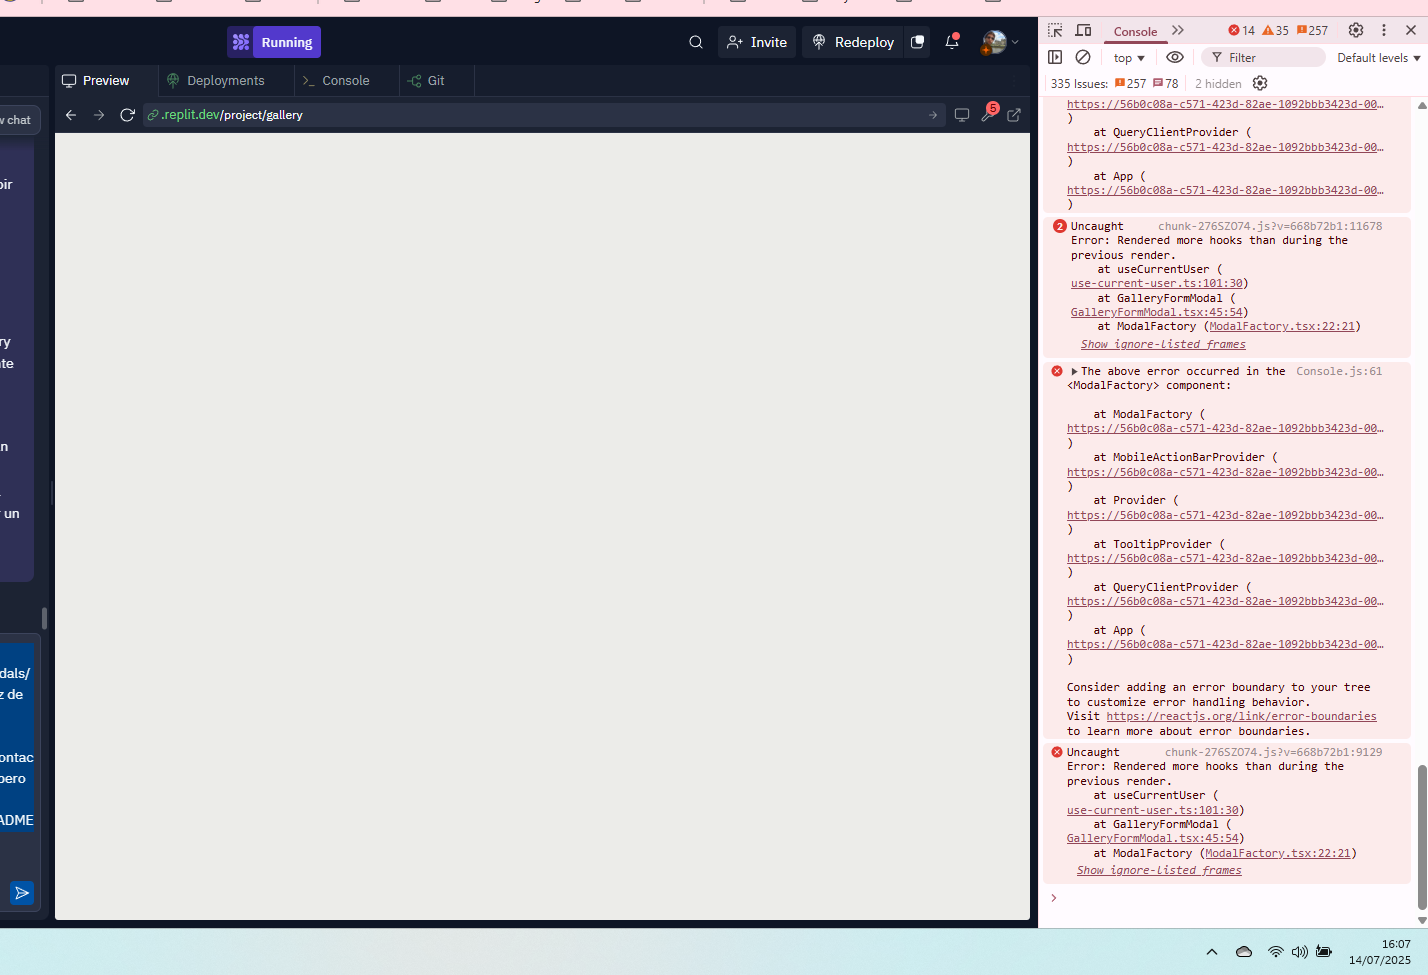 Running
Invite
Redeploy
Console
14
35
257
Preview
Deployments
Console
Git
top
Filter
Default levels
335 Issues:
257
78
2 hidden
.replit.dev/project/gallery
5
w chat
oir
ry
te
n
un
dals/
z de
ontac
pero
ADME
https://56b0c08a-c571-423d-82ae-1092bbb3423d-00…
)
at QueryClientProvider (
https://56b0c08a-c571-423d-82ae-1092bbb3423d-00…
)
at App (
https://56b0c08a-c571-423d-82ae-1092bbb3423d-00…
)
2 Uncaught chunk-276SZO74.js?v=668b72b1:11678
Error: Rendered more hooks than during the
previous render.
at useCurrentUser (
use-current-user.ts:101:30)
at GalleryFormModal (
GalleryFormModal.tsx:45:54)
at ModalFactory (ModalFactory.tsx:22:21)
Show ignore-listed frames
The above error occurred in the Console.js:61
<ModalFactory> component:
at ModalFactory (
https://56b0c08a-c571-423d-82ae-1092bbb3423d-00…
)
at MobileActionBarProvider (
https://56b0c08a-c571-423d-82ae-1092bbb3423d-00…
)
at Provider (
https://56b0c08a-c571-423d-82ae-1092bbb3423d-00…
)
at TooltipProvider (
https://56b0c08a-c571-423d-82ae-1092bbb3423d-00…
)
at QueryClientProvider (
https://56b0c08a-c571-423d-82ae-1092bbb3423d-00…
)
at App (
https://56b0c08a-c571-423d-82ae-1092bbb3423d-00…
)
Consider adding an error boundary to your tree
to customize error handling behavior.
Visit https://reactjs.org/link/error-boundaries
to learn more about error boundaries.
Uncaught chunk-276SZO74.js?v=668b72b1:9129
Error: Rendered more hooks than during the
previous render.
at useCurrentUser (
use-current-user.ts:101:30)
at GalleryFormModal (
GalleryFormModal.tsx:45:54)
at ModalFactory (ModalFactory.tsx:22:21)
Show ignore-listed frames
16:07
14/07/2025